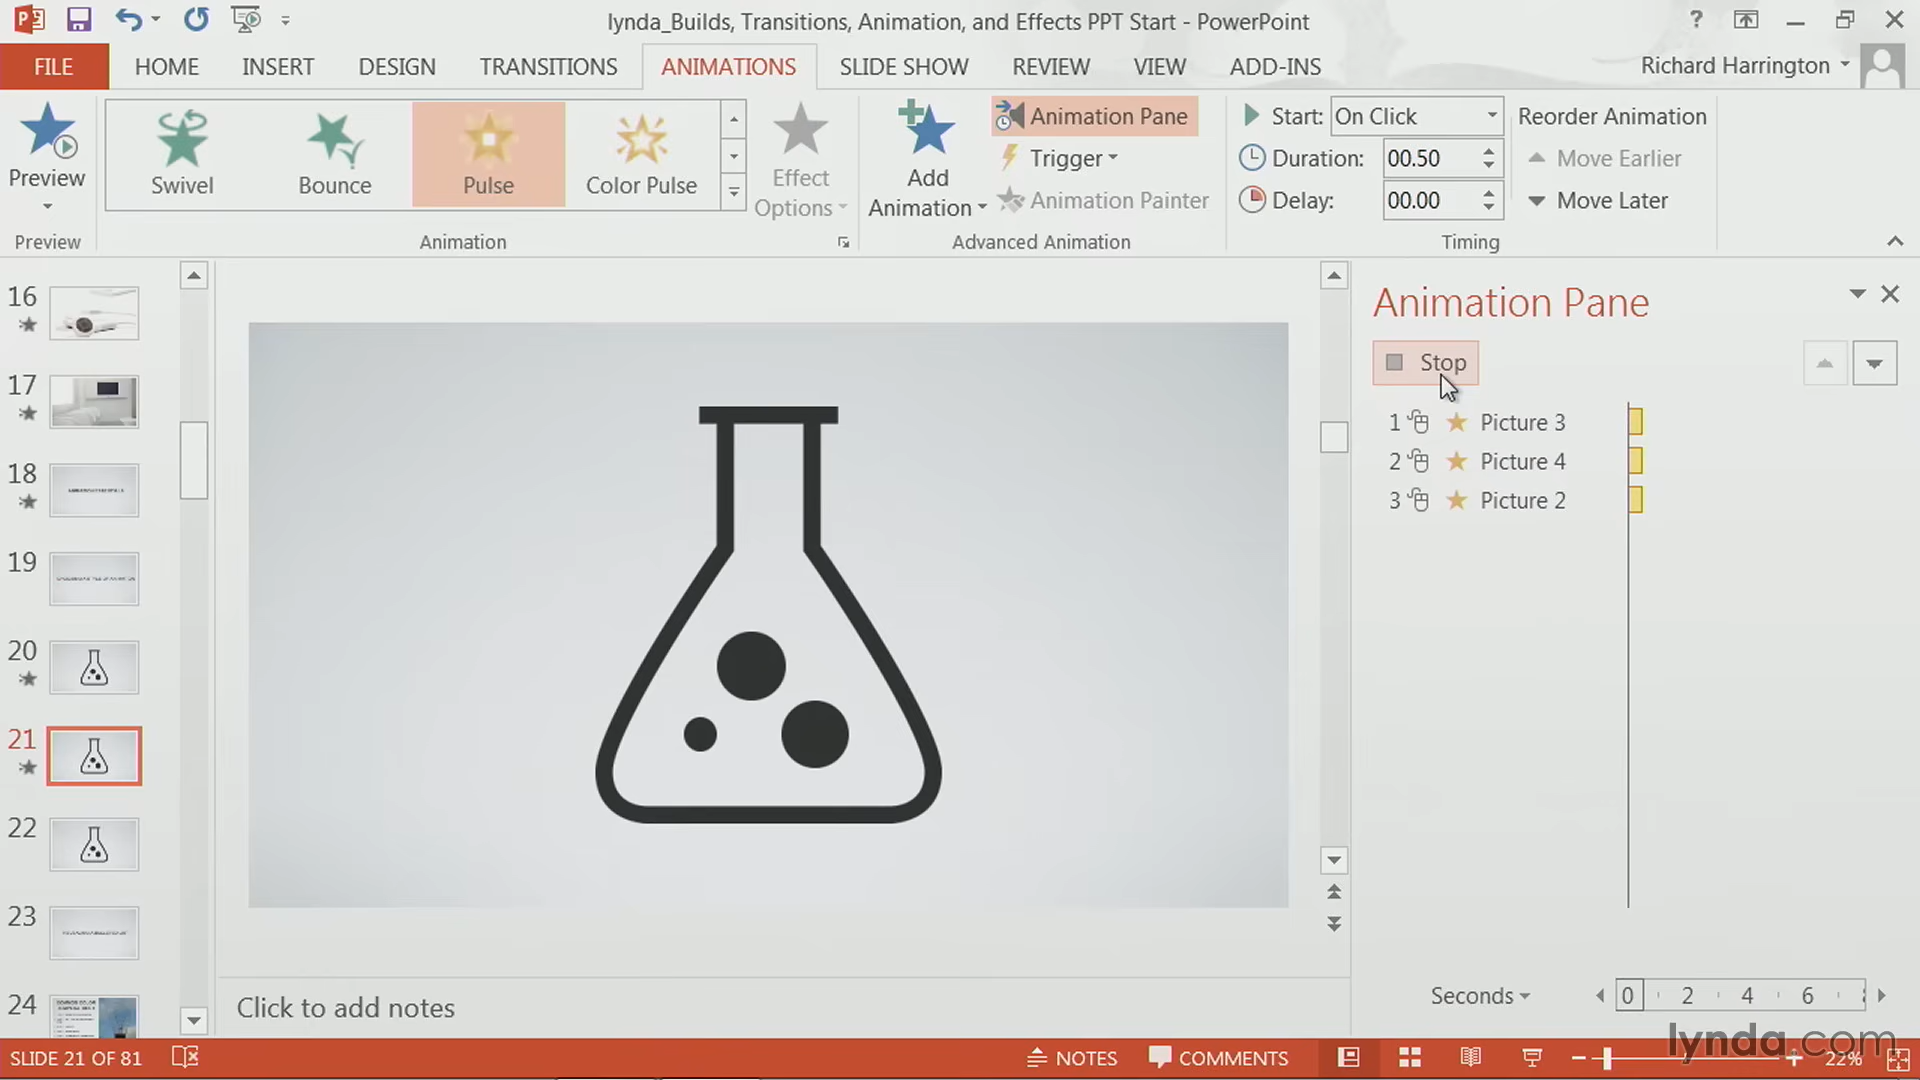 lynda_Builds, Transitions, Animation, and Effects PPT Start - PowerPoint
FILE HOME INSERT DESIGN TRANSITIONS ANIMATIONS SLIDE SHOW REVIEW VIEW ADD-INS Richard Harrington
Preview
Swivel Bounce Pulse Color Pulse
Effect Options
Add Animation
Animation Pane
Trigger
Animation Painter
Start: On Click
Duration: 00.50
Delay: 00.00
Reorder Animation
Move Earlier
Move Later
Preview Animation Advanced Animation Timing
16
17
18
19
20
21
22
23
24
Animation Pane
Stop
1 Picture 3
2 Picture 4
3 Picture 2
Seconds 0 2 4 6
Click to add notes
lynda.com
SLIDE 21 OF 81 NOTES COMMENTS 22%